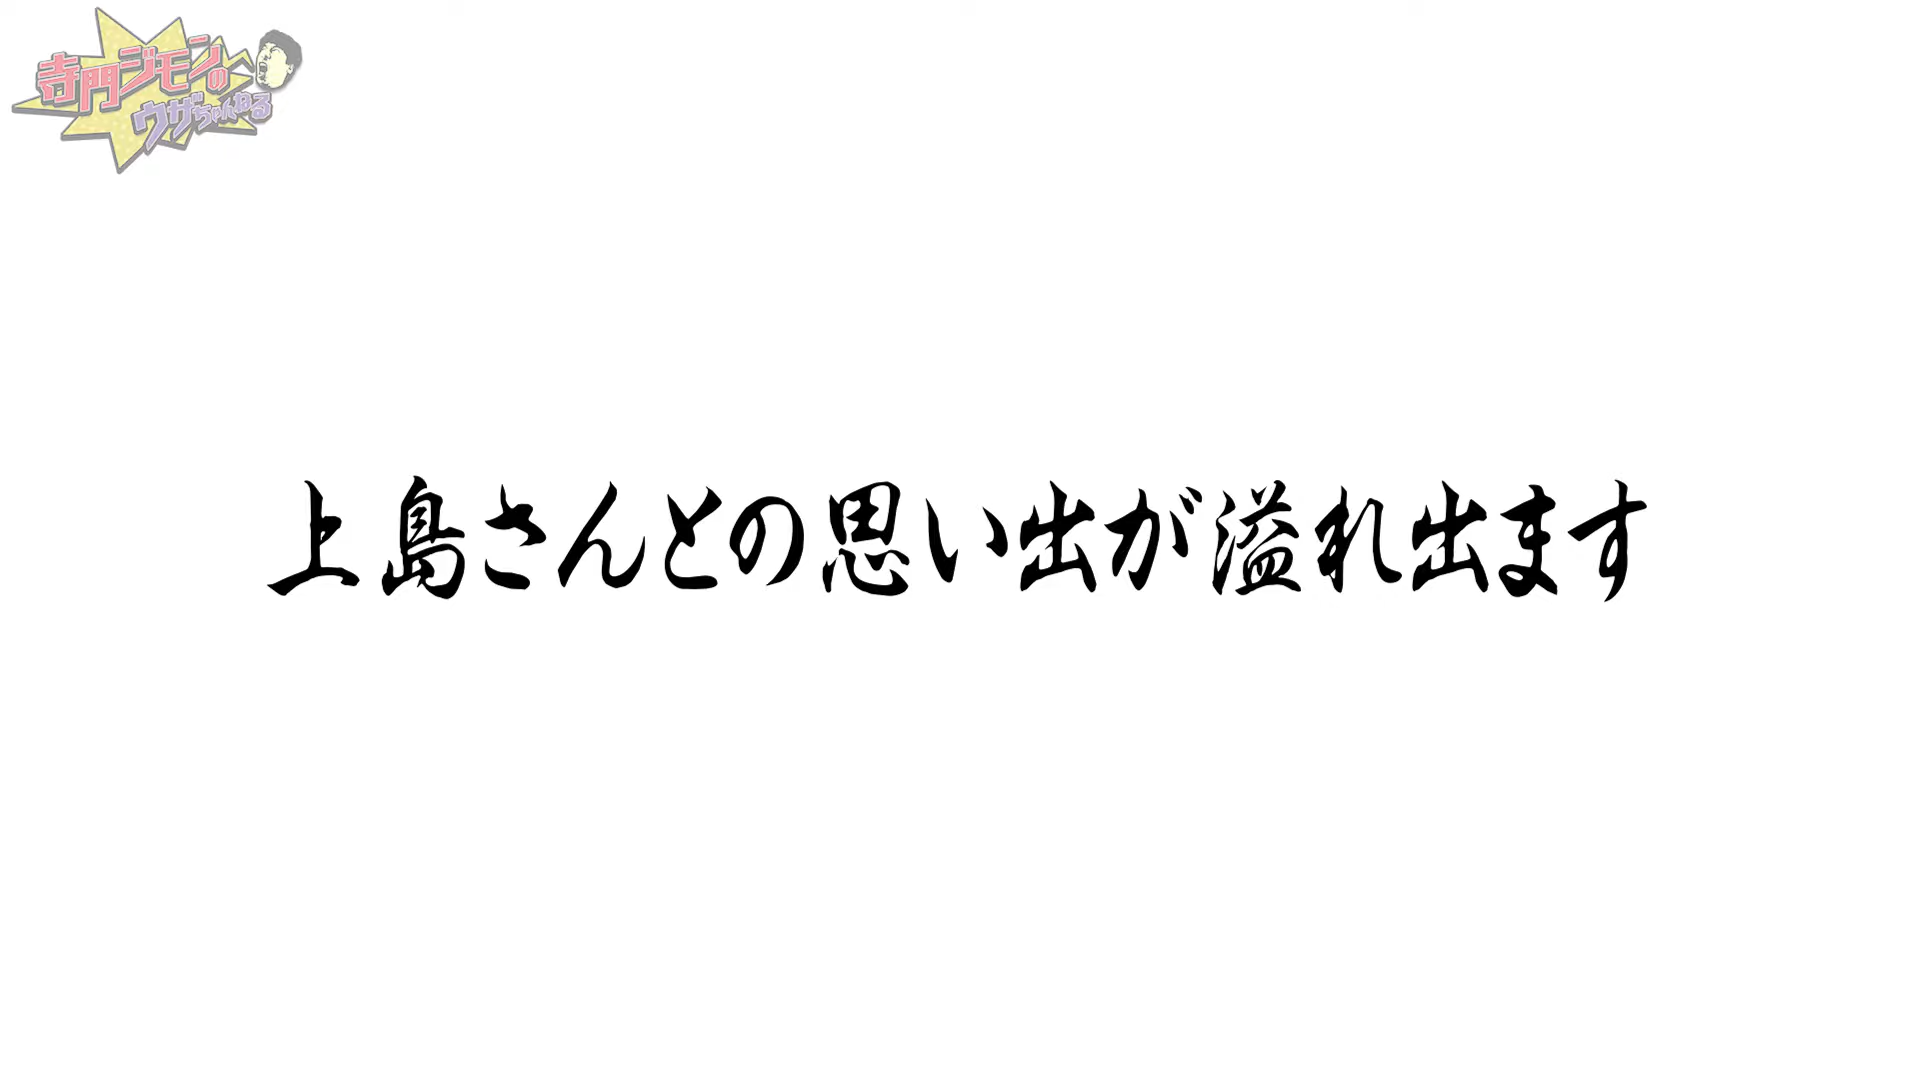 寺門ジモンの
ウザちゃんねる
上島さんとの思い出が溢れ出ます